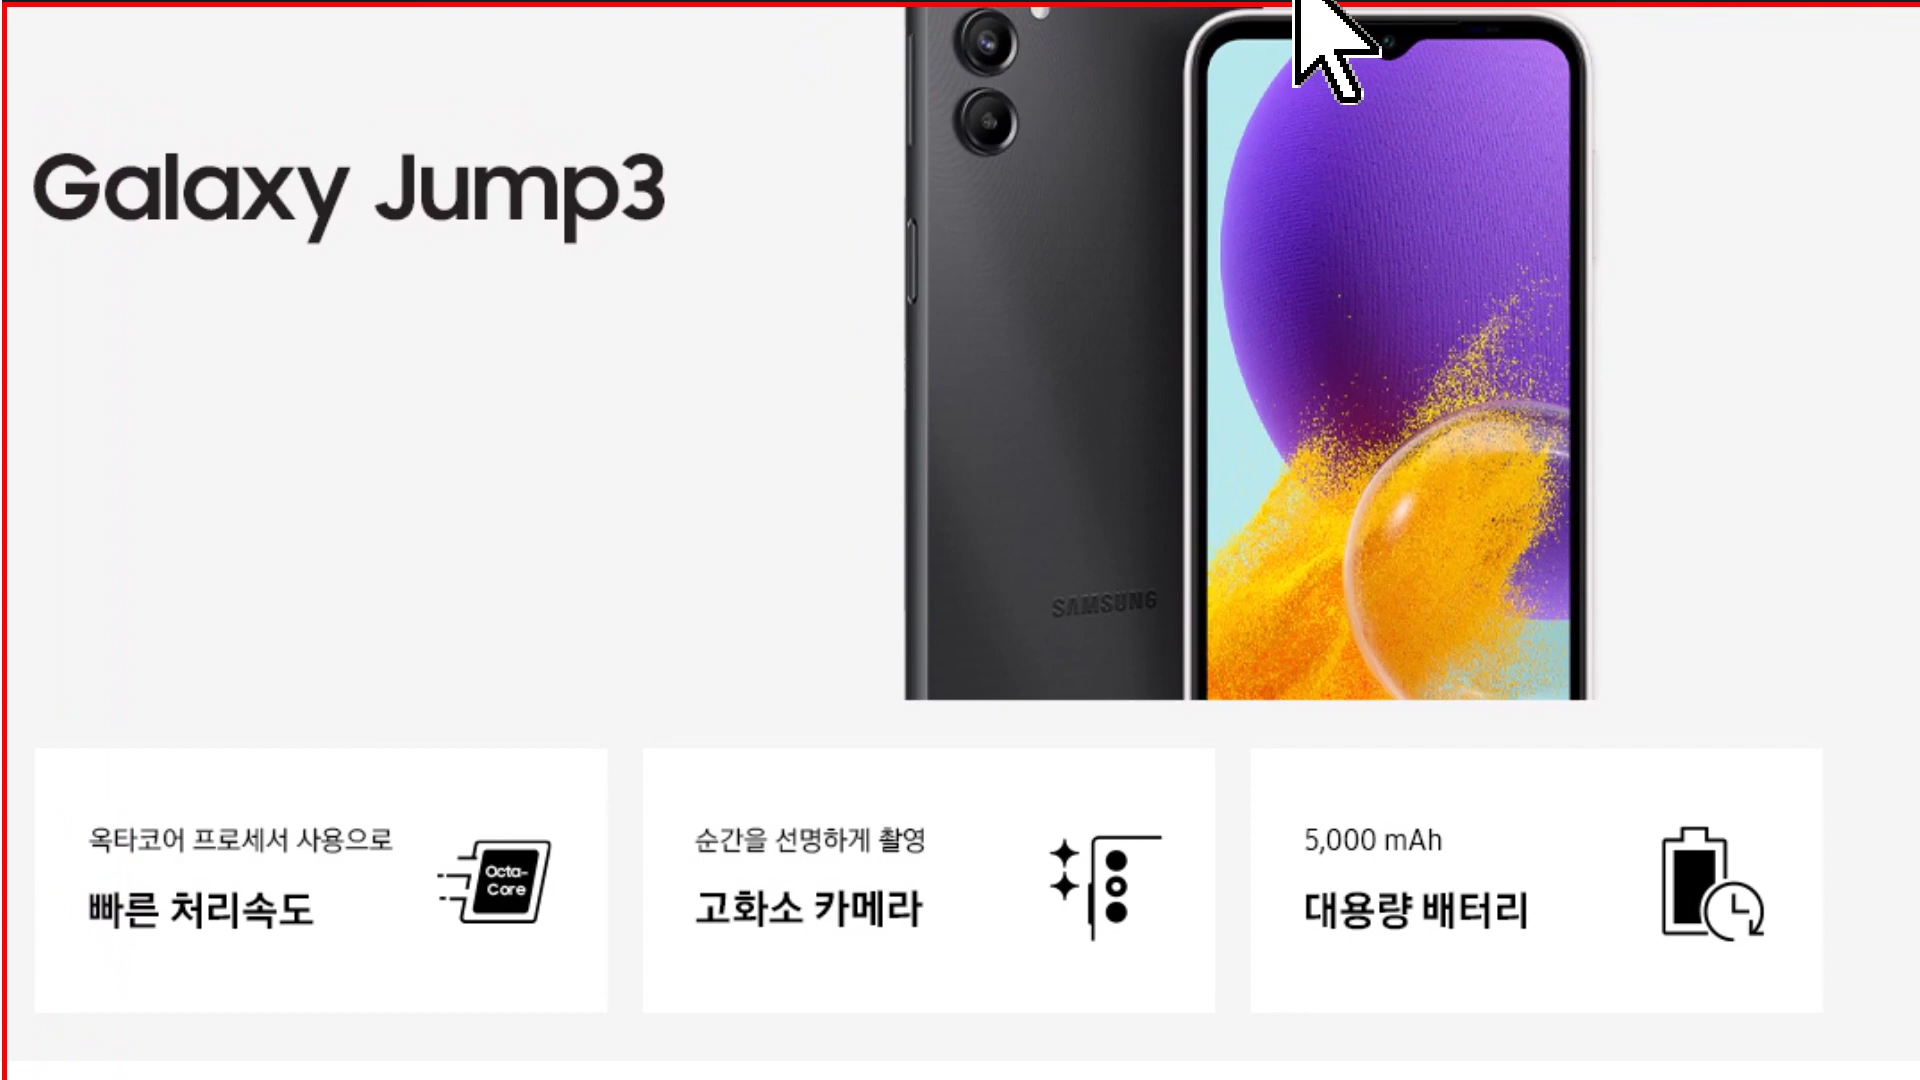 Galaxy Jump3
SAMSUNG
옥타코어 프로세서 사용으로
빠른 처리속도
Octa-
Core
순간을 선명하게 촬영
고화소 카메라
5,000 mAh
대용량 배터리